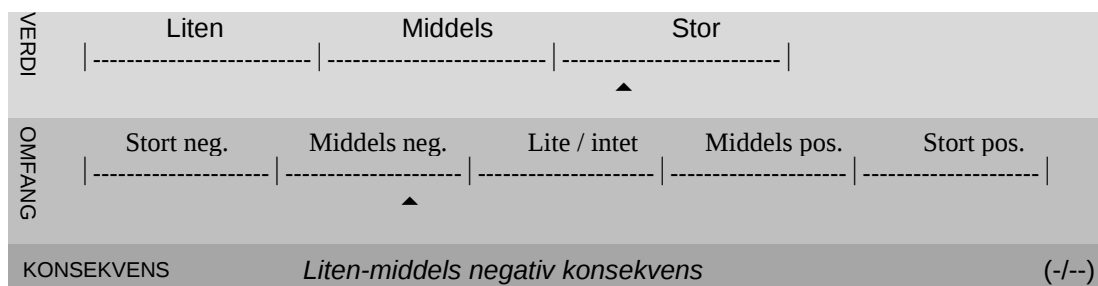 VERDI
Liten Middels Stor
|--------------------------|--------------------------|--------------------------|
OMFANG
Stort neg. Middels neg. Lite / intet Middels pos. Stort pos.
|---------------------|---------------------|---------------------|---------------------|---------------------|
KONSEKVENS Liten-middels negativ konsekvens (-/--)